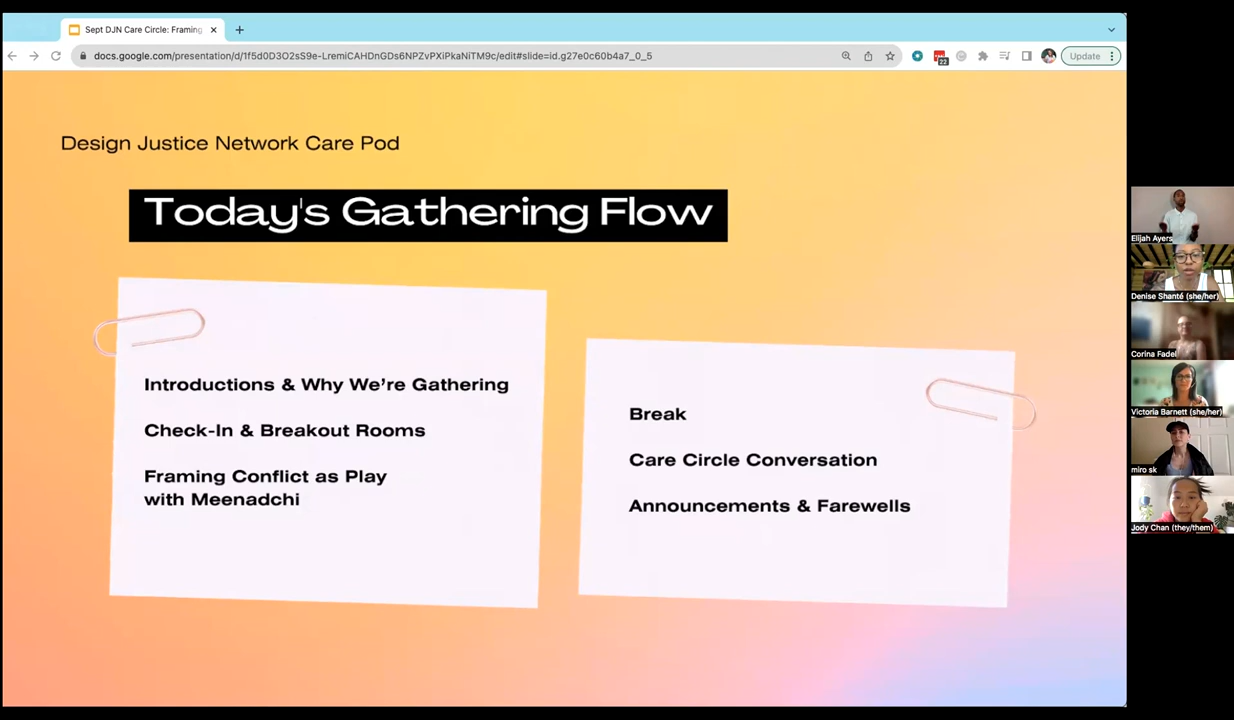 Sept DJN Care Circle: Framing
docs.google.com/presentation/d/1f5d0D3O2sS9e-LremiCAHDnGDs6NPZvPXiPkaNiTM9c/edit#slide=id.g27e0c60b4a7_0_5
22
Update
Design Justice Network Care Pod
Today's Gathering Flow
Introductions & Why We’re Gathering
Check-In & Breakout Rooms
Framing Conflict as Play
with Meenadchi
Break
Care Circle Conversation
Announcements & Farewells
Elijah Ayers
Denise Shanté (she/her)
Corina Fadel
Victoria Barnett (she/her)
miro sk
Jody Chan (they/them)